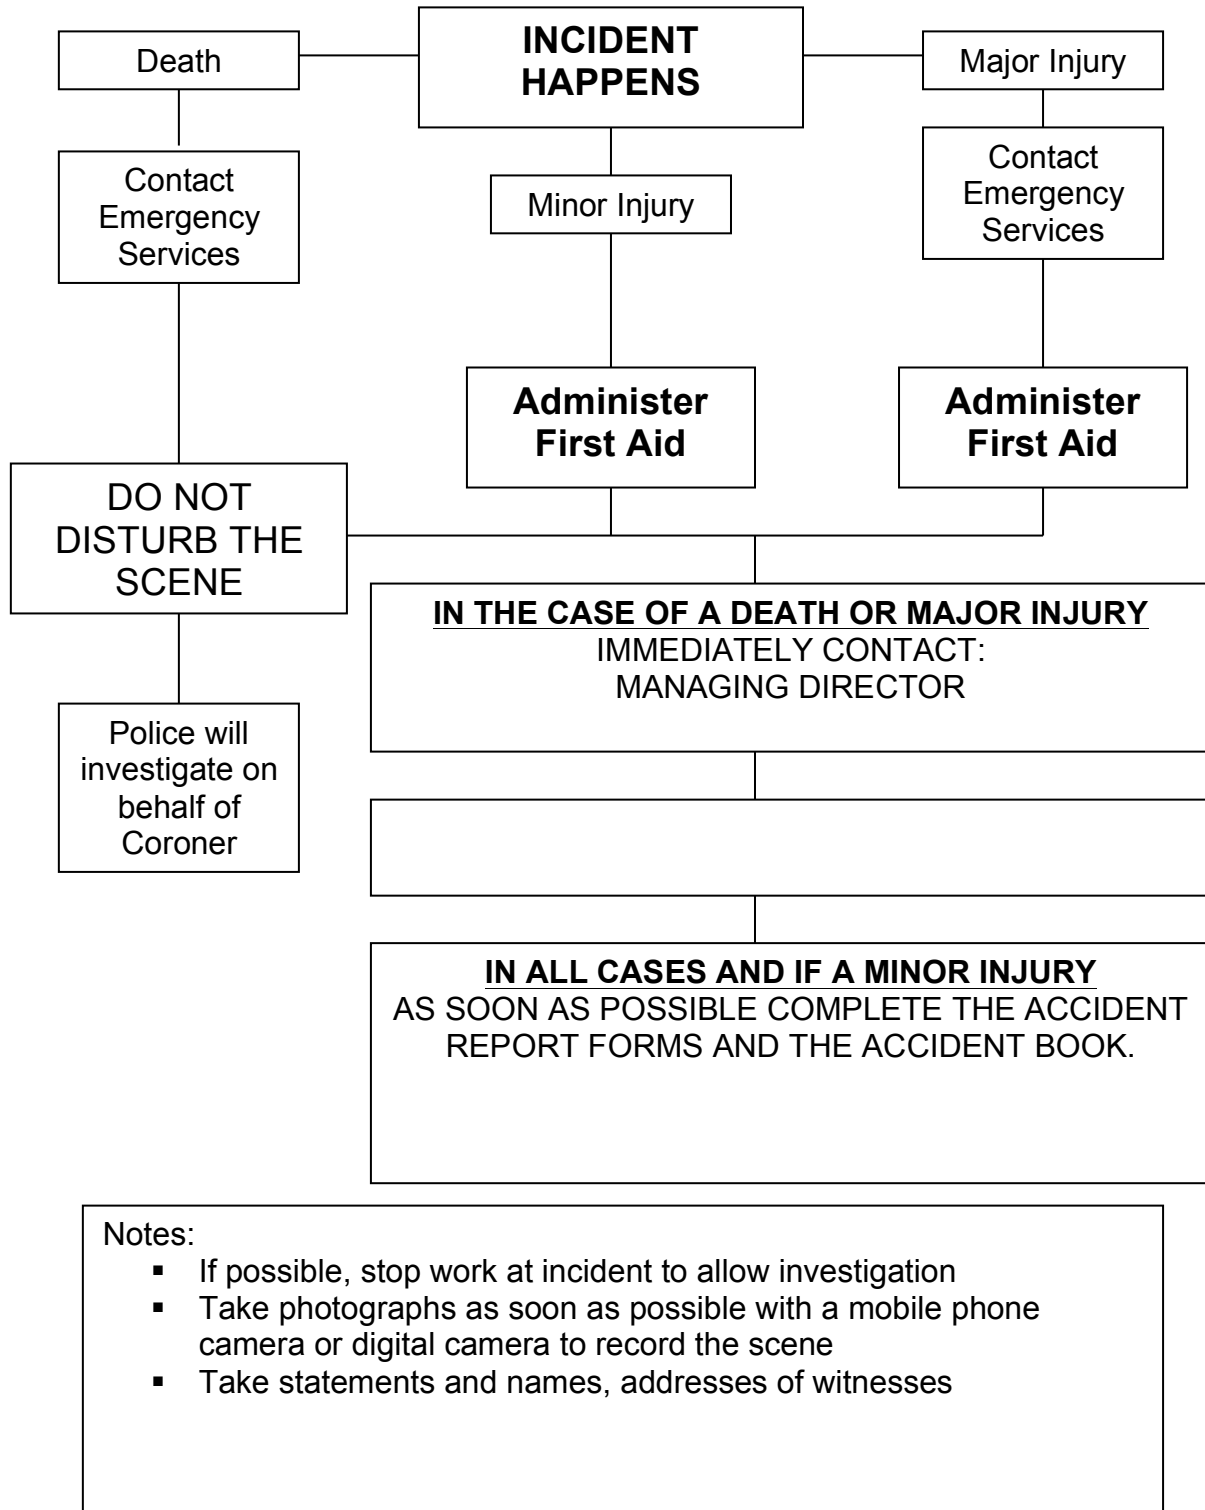 INCIDENT
HAPPENS
Death
Major Injury
Contact
Emergency
Services
Minor Injury
Contact
Emergency
Services
Administer
First Aid
Administer
First Aid
DO NOT
DISTURB THE
SCENE
IN THE CASE OF A DEATH OR MAJOR INJURY
IMMEDIATELY CONTACT:
MANAGING DIRECTOR
Police will
investigate on
behalf of
Coroner
IN ALL CASES AND IF A MINOR INJURY
AS SOON AS POSSIBLE COMPLETE THE ACCIDENT
REPORT FORMS AND THE ACCIDENT BOOK.
Notes:
▪ If possible, stop work at incident to allow investigation
▪ Take photographs as soon as possible with a mobile phone
camera or digital camera to record the scene
▪ Take statements and names, addresses of witnesses